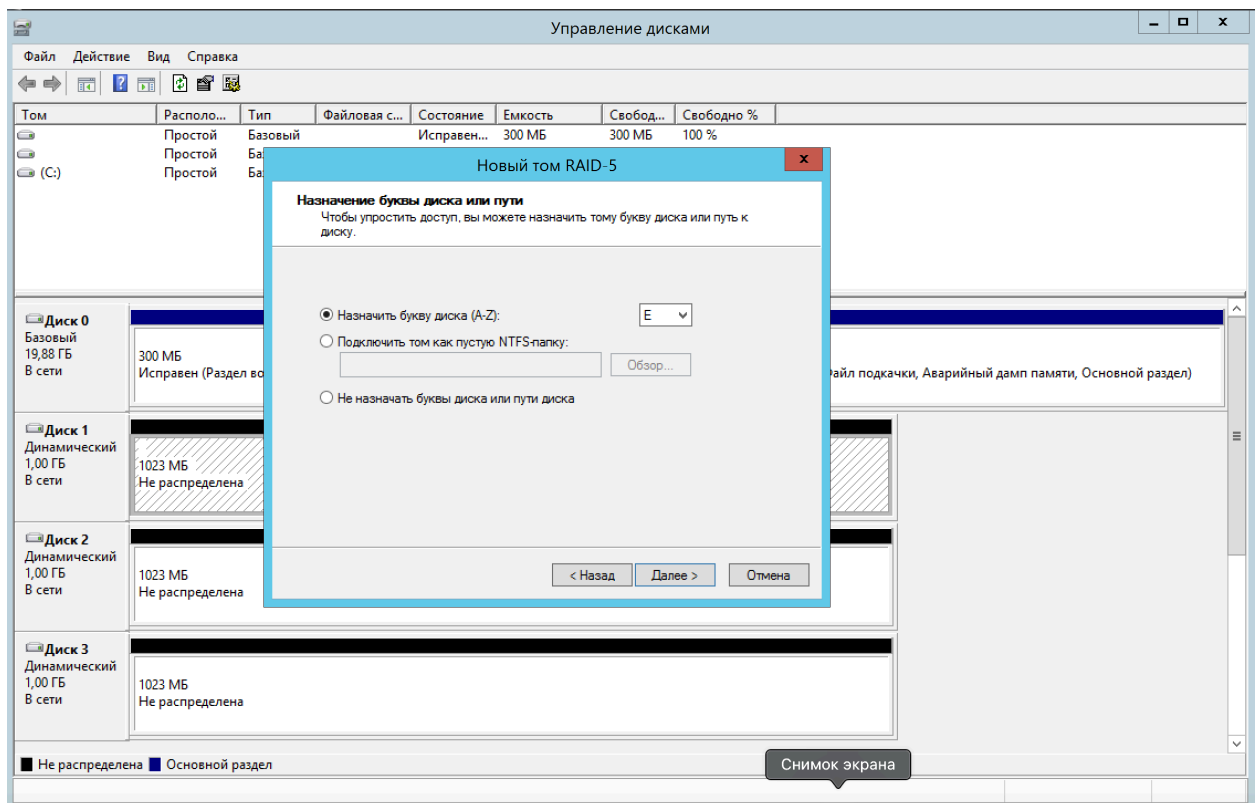 Управление дисками
Файл Действие Вид Справка
Том Располо... Тип Файловая с... Состояние Емкость Свобод... Свободно %
Простой Базовый Исправен... 300 МБ 300 МБ 100 %
Простой Ба
(C:) Простой Ба
Новый том RAID-5
Назначение буквы диска или пути
Чтобы упростить доступ, вы можете назначить тому букву диска или путь к
диску.
Назначить букву диска (A-Z): E
Подключить том как пустую NTFS-папку:
Обзор...
Не назначать буквы диска или пути диска
< Назад Далее > Отмена
Диск 0
Базовый
19,88 ГБ
В сети
300 МБ
Исправен (Раздел во
айл подкачки, Аварийный дамп памяти, Основной раздел)
Диск 1
Динамический
1,00 ГБ
В сети
1023 МБ
Не распределена
Диск 2
Динамический
1,00 ГБ
В сети
1023 МБ
Не распределена
Диск 3
Динамический
1,00 ГБ
В сети
1023 МБ
Не распределена
Не распределена Основной раздел
Снимок экрана